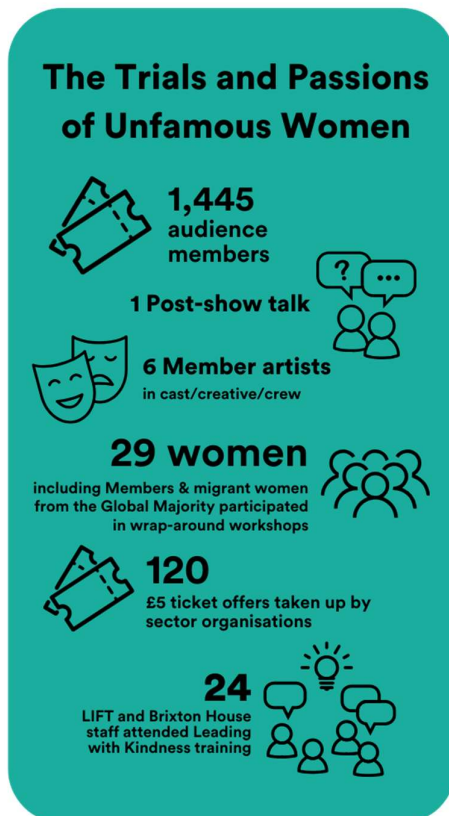 The Trials and Passions
of Unfamous Women
1,445
audience
members
?
...
1 Post-show talk
6 Member artists
in cast/creative/crew
29 women
including Members & migrant women
from the Global Majority participated
in wrap-around workshops
120
£5 ticket offers taken up by
sector organisations
24
LIFT and Brixton House
staff attended Leading
with Kindness training